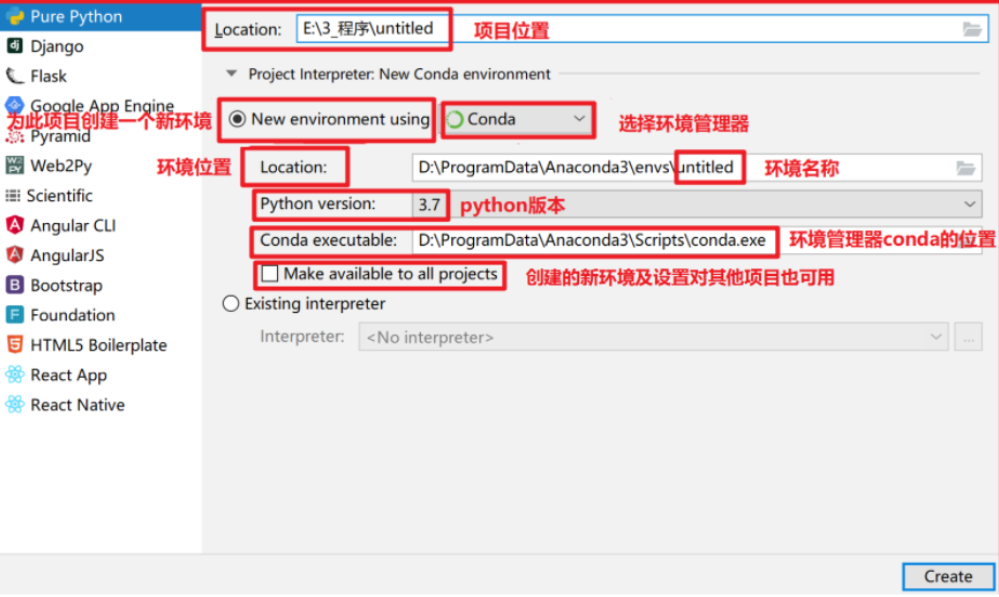 Pure Python
Django
Flask
Google App Engine
Pyramid
Web2Py
Scientific
Angular CLI
AngularJS
Bootstrap
Foundation
HTML5 Boilerplate
React App
React Native
Location: E:\3_程序\untitled 项目位置
Project Interpreter: New Conda environment
为此项目创建一个新环境 New environment using Conda 选择环境管理器
环境位置 Location: D:\ProgramData\Anaconda3\envs\untitled 环境名称
Python version: 3.7 python版本
Conda executable: D:\ProgramData\Anaconda3\Scripts\conda.exe 环境管理器conda的位置
Make available to all projects 创建的新环境及设置对其他项目也可用
Existing interpreter
Interpreter: <No interpreter> ...
Create